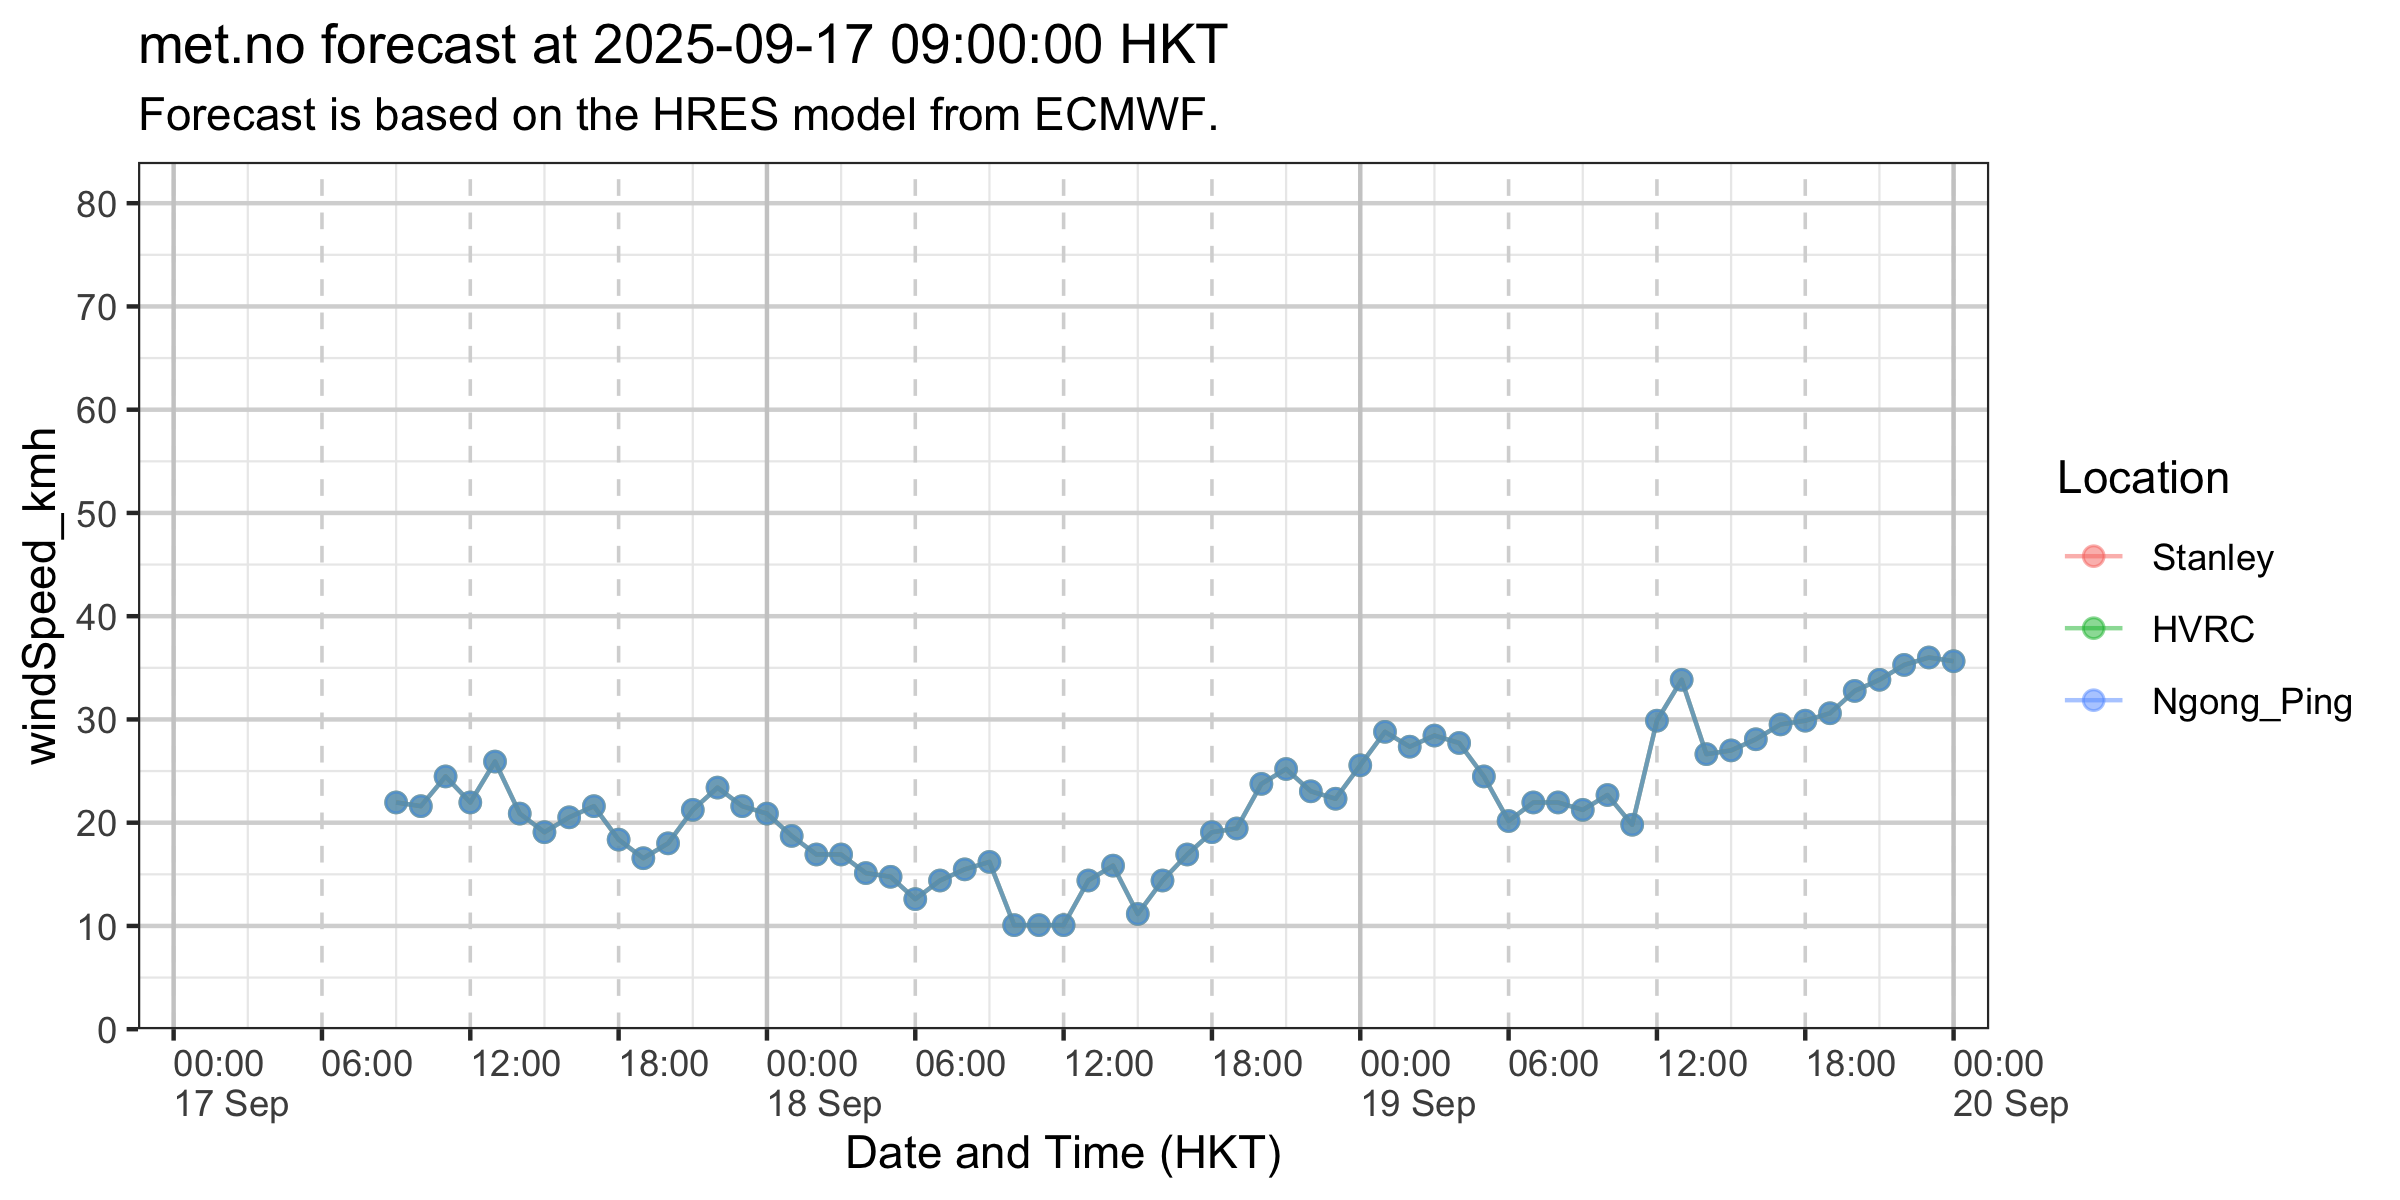 met.no forecast at 2025-09-17 09:00:00 HKT
Forecast is based on the HRES model from ECMWF.
windSpeed_kmh
80
70
60
50
40
30
20
10
0
00:00 06:00 12:00 18:00 00:00 06:00 12:00 18:00 00:00 06:00 12:00 18:00 00:00
17 Sep 18 Sep 19 Sep 20 Sep
Date and Time (HKT)
Location
Stanley
HVRC
Ngong_Ping